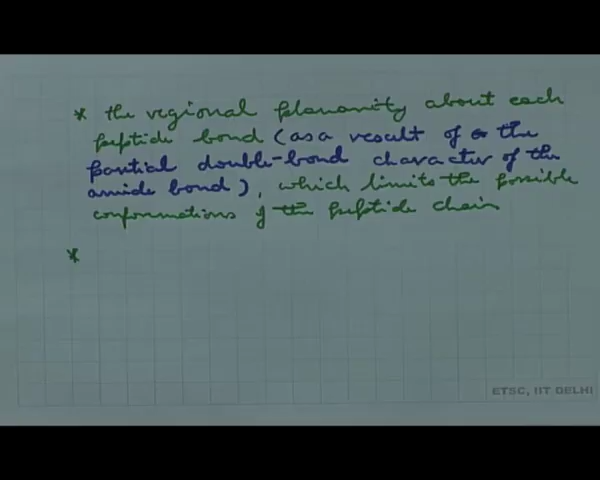 * the regional planarity about each
peptide bond (as a result of the
partial double-bond character of the
amide bond), which limits the possible
conformations of the peptide chain
*
ETSC, IIT DELHI